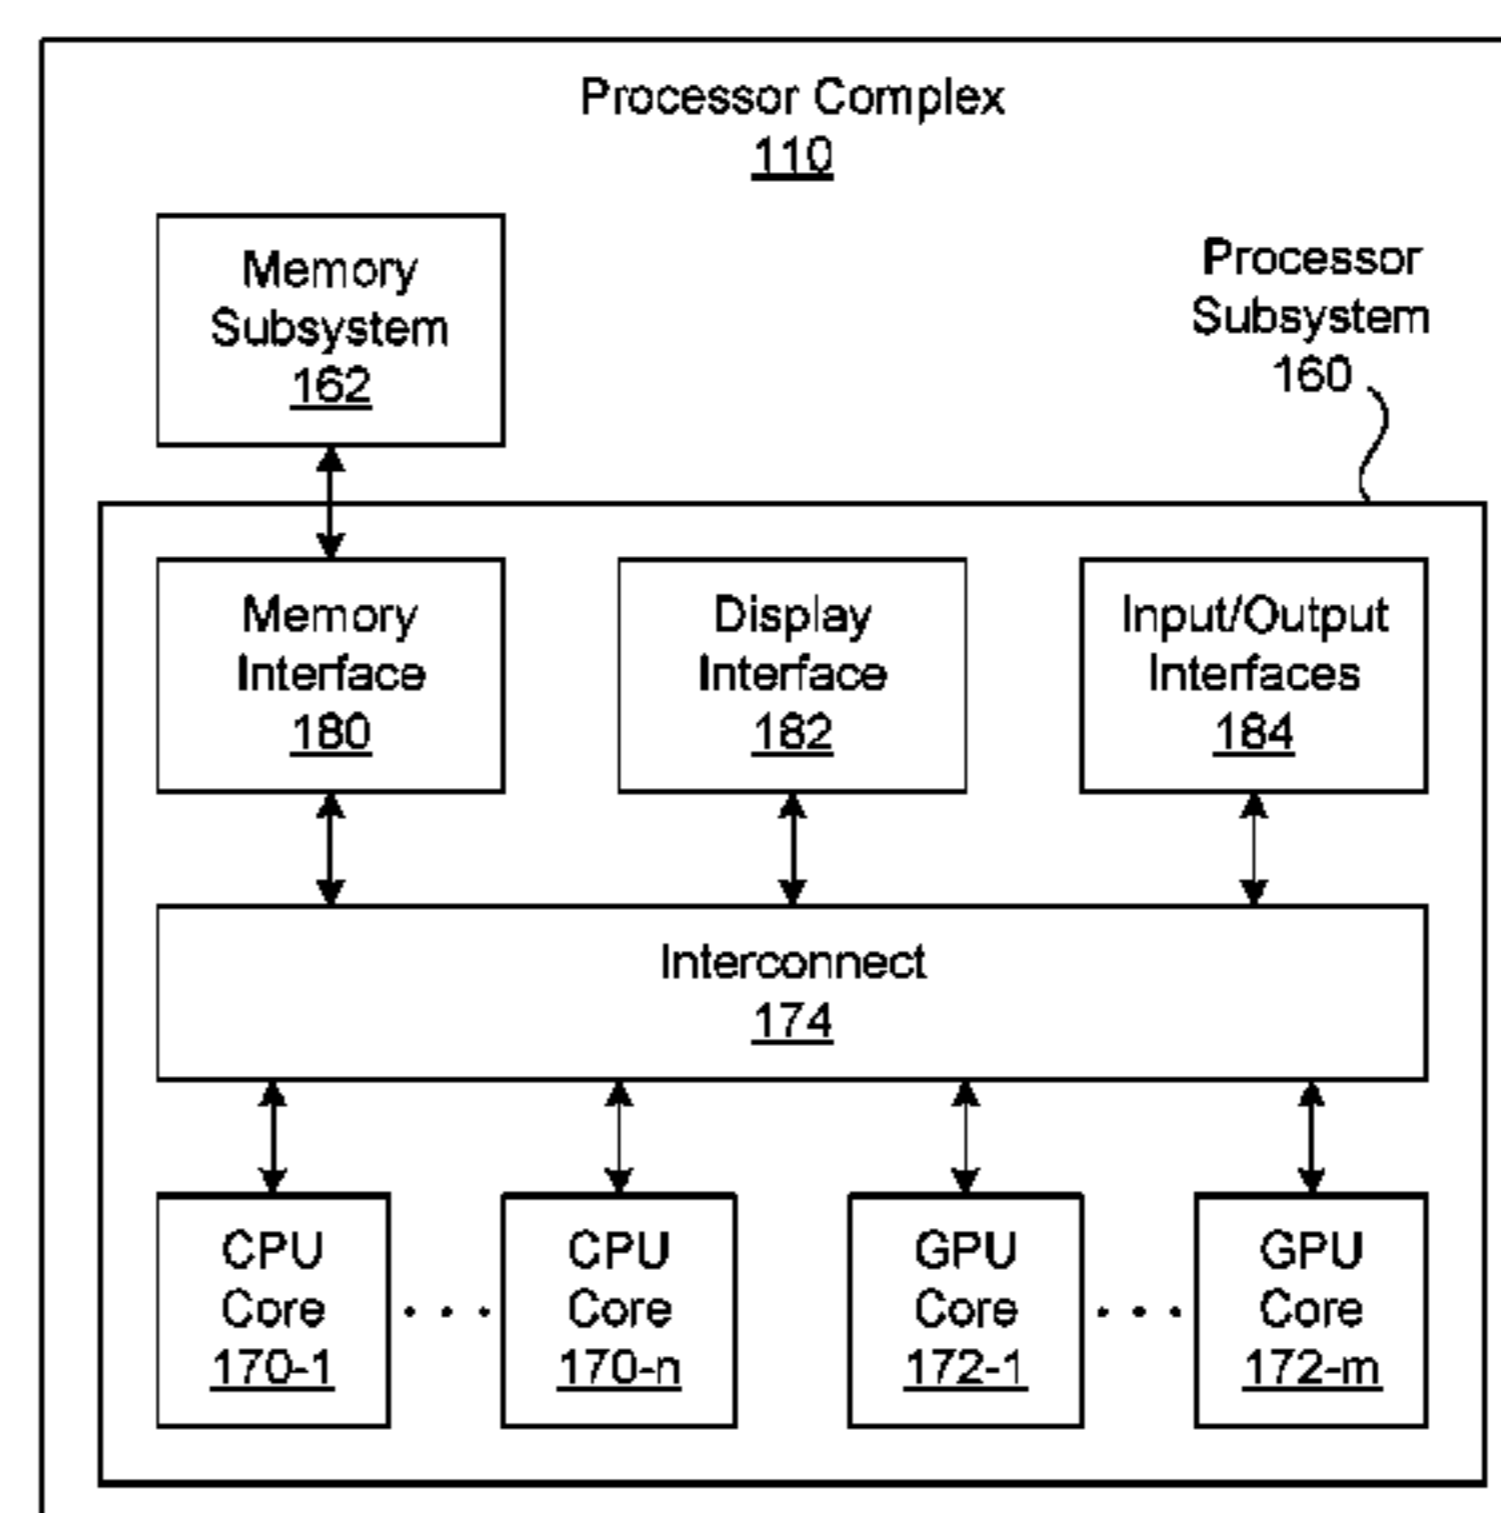 Processor Complex
110
Memory
Subsystem
162
Processor
Subsystem
160
Memory
Interface
180
Display
Interface
182
Input/Output
Interfaces
184
Interconnect
174
CPU
Core
170-1
CPU
Core
170-n
GPU
Core
172-1
GPU
Core
172-m